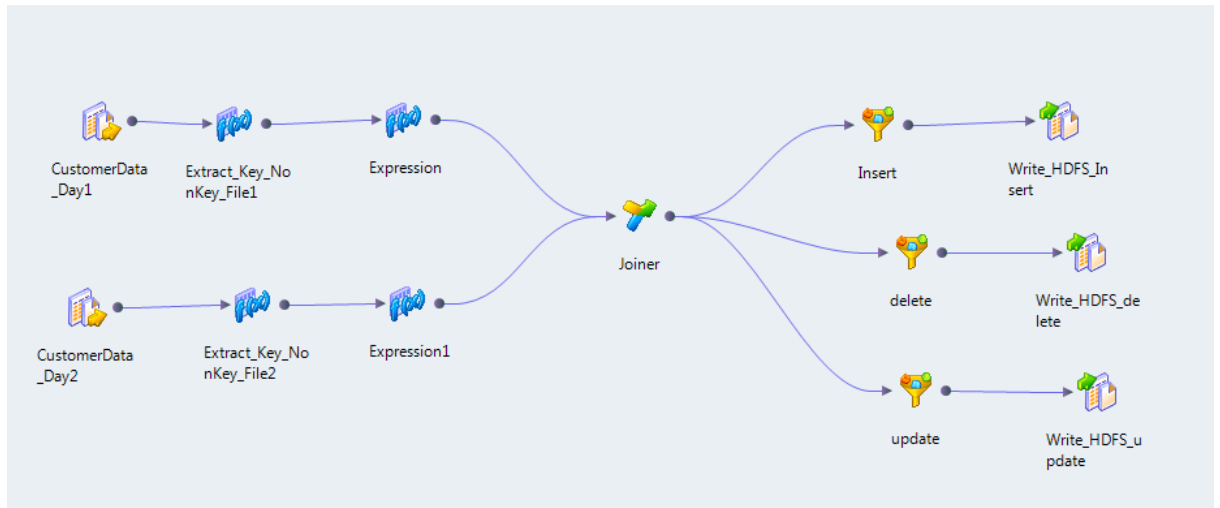 CustomerData
_Day1
Extract_Key_No
nKey_File1
Expression
Joiner
Insert
Write_HDFS_In
sert
delete
Write_HDFS_de
lete
CustomerData
_Day2
Extract_Key_No
nKey_File2
Expression1
update
Write_HDFS_u
pdate